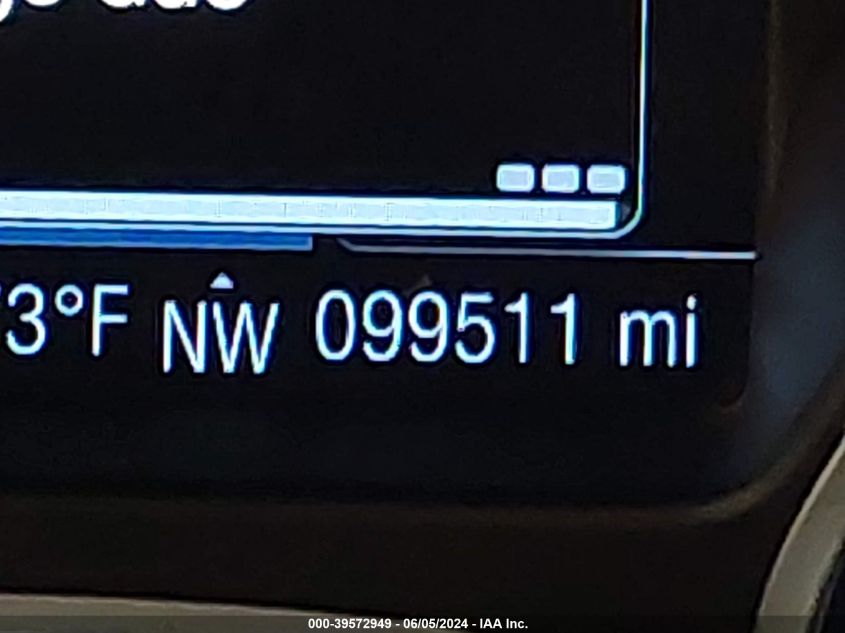 3°F NW 099511 mi
000-39572949 - 06/05/2024 - IAA Inc.